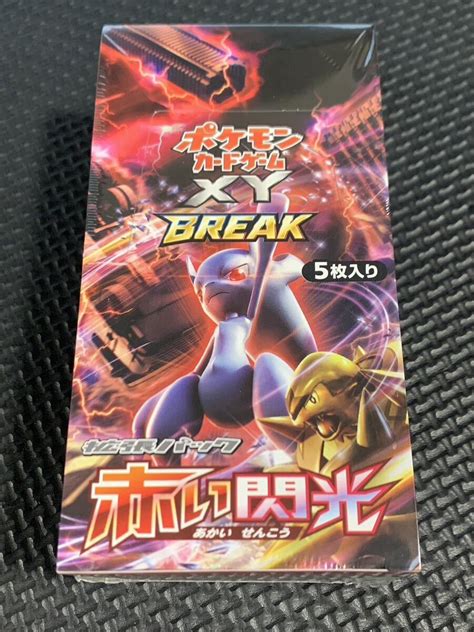 ポケモン
カードゲーム
XY
BREAK
5枚入り
拡張パック
赤い閃光
あかい せんこう